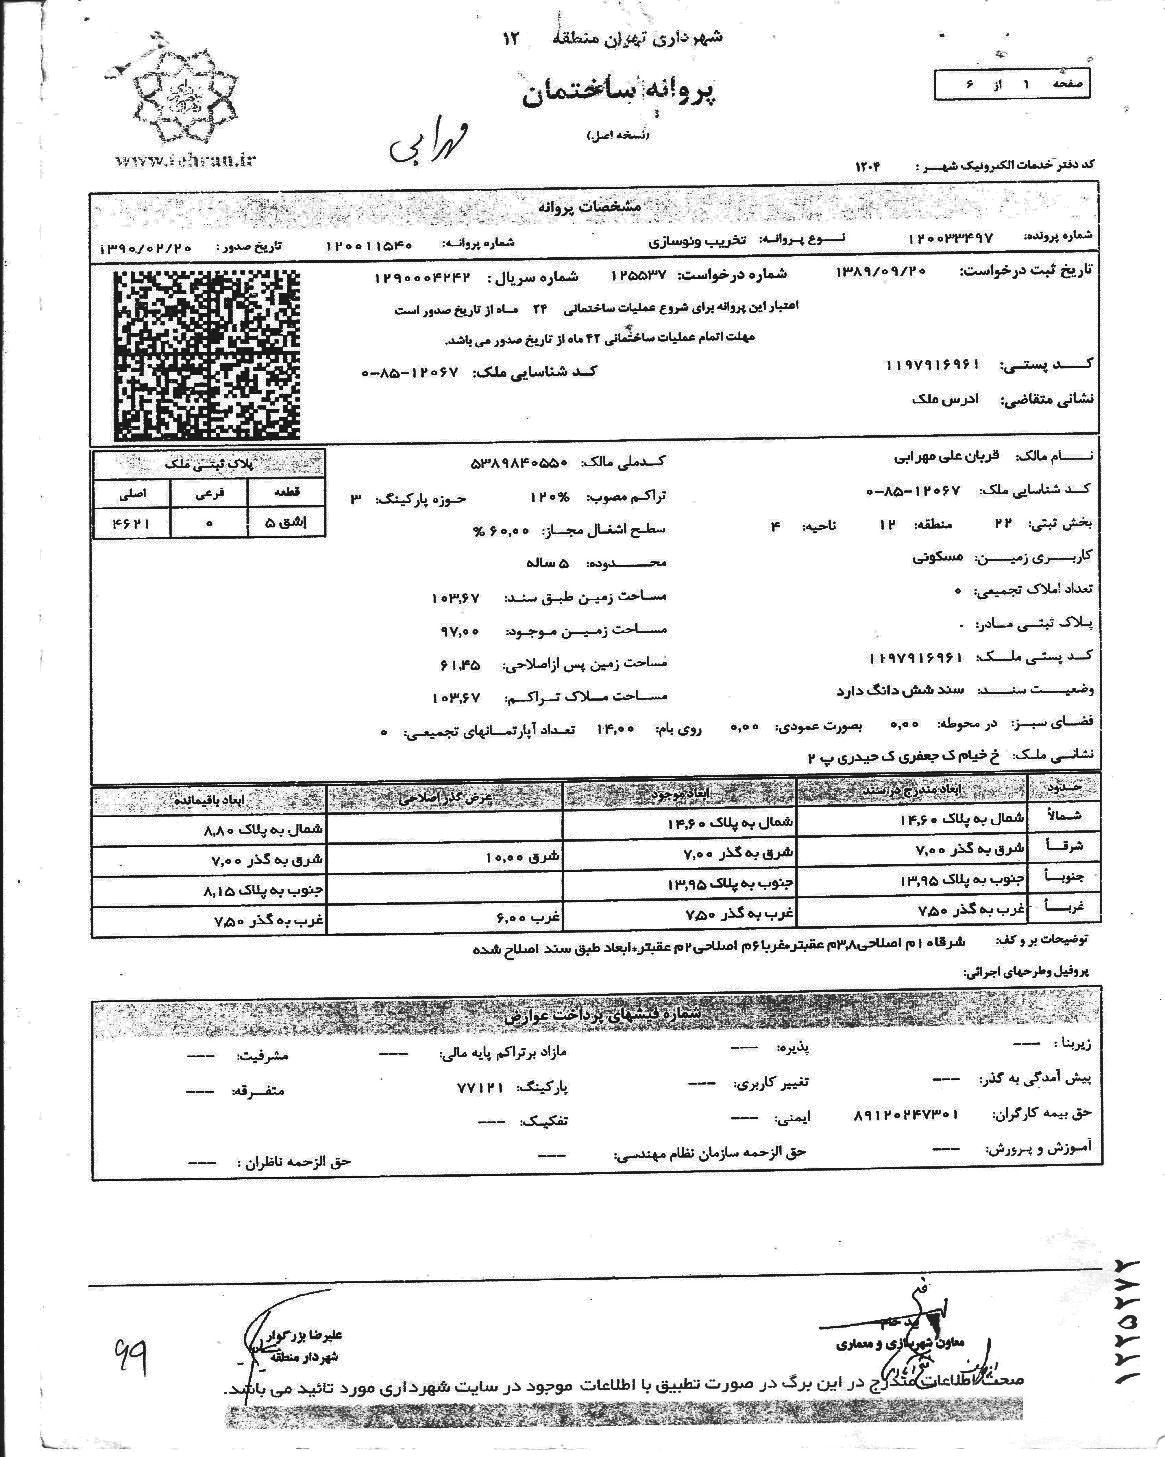 شهرداری تهران منطقه ۱۲
پروانه ساختمان
(نسخه اصل)
صفحه ۱ از ۶
www.tehran.ir
مهرابی
کد دفتر خدمات الکترونیک شهر : ۱۲۰۴
مشخصات پروانه
شماره پرونده: ۱۲۰۰۳۳۴۹۷ نوع پروانه: تخریب ونوسازی شماره پروانه: ۱۲۰۰۱۱۵۴۰ تاریخ صدور : ۱۳۹۰/۰۲/۲۰
تاریخ ثبت درخواست: ۱۳۸۹/۰۹/۲۰ شماره درخواست: ۱۲۵۵۳۷ شماره سریال : ۱۲۹۰۰۰۴۲۴۲
اعتبار این پروانه برای شروع عملیات ساختمانی ۲۴ ماه از تاریخ صدور است
مهلت اتمام عملیات ساختمانی ۴۲ ماه از تاریخ صدور می باشد.
کد پستی: ۱۱۹۷۹۱۶۹۶۱ کد شناسایی ملک: ۱۲۰۶۷-۸۵-۰
نشانی متقاضی: ادرس ملک
نام مالک: قربان علی مهرابی کدملی مالک: ۵۳۸۹۸۴۰۵۵۰
کد شناسایی ملک: ۱۲۰۶۷-۸۵-۰ تراکم مصوب: ۱۲۰% حوزه پارکینگ: ۳
بخش ثبتی: ۲۲ منطقه: ۱۲ ناحیه: ۴ سطح اشغال مجاز: ۶۰,۰۰ %
پلاک ثبتی ملک
قطعه فرعی اصلی
۵ ۰ ۴۶۲۱
کاربری زمین: مسکونی محدوده: ۵ ساله
تعداد املاک تجمیعی: ۰ مساحت زمین طبق سند: ۱۰۳,۶۷
پلاک ثبتی مادر: . مساحت زمین موجود: ۹۷,۰۰
کد پستی ملک: ۱۱۹۷۹۱۶۹۶۱ مساحت زمین پس ازاصلاحی: ۶۱,۴۵
وضعیت سند: سند شش دانگ دارد مساحت ملاک تراکم: ۱۰۳,۶۷
فضای سبز: در محوطه: ۰,۰۰ بصورت عمودی: ۰,۰۰ روی بام: ۱۴,۰۰ تعداد آپارتمانهای تجمیعی: ۰
نشانی ملک: خ خیام ک جعفری ک حیدری پ ۲
حدود ابعاد مندرج در سند ابعاد موجود عرض گذر اصلاحی ابعاد باقیمانده
شمالاً شمال به پلاک ۱۴,۶۰ شمال به پلاک ۱۴,۶۰ شمال به پلاک ۸,۸۰
شرقاً شرق به گذر ۷,۰۰ شرق به گذر ۷,۰۰ شرق ۱۰,۰۰ شرق به گذر ۷,۰۰
جنوباً جنوب به پلاک ۱۳,۹۵ جنوب به پلاک ۱۳,۹۵ جنوب به پلاک ۸,۱۵
غرباً غرب به گذر ۷,۵۰ غرب به گذر ۷,۵۰ غرب ۶,۰۰ غرب به گذر ۷,۵۰
توضیحات بر و کف: شرقا۱۰م اصلاحی۳,۸م عقبتر*غربا۶م اصلاحی۲م عقبتر*ابعاد طبق سند اصلاح شده
پروفیل وطرحهای اجرائی:
شماره فیشهای پرداخت عوارض
زیربنا : --- پذیره: --- مازاد برتراکم پایه مالی: --- مشرفیت: ---
پیش آمدگی به گذر: --- تغییر کاربری: --- پارکینگ: ۷۷۱۲۱ متفرقه: ---
حق بیمه کارگران: ۸۹۱۲۰۲۴۷۳۰۱ ایمنی: --- تفکیک: ---
آموزش و پرورش: --- حق الزحمه سازمان نظام مهندسی: --- حق الزحمه ناظران : ---
معاون شهرسازی و معماری
علیرضا بزرگوار
شهردار منطقه
صحت اطلاعات مندرج در این برگ در صورت تطبیق با اطلاعات موجود در سایت شهرداری مورد تائید می باشد.
۱۲۲۵۲۷۲
۶۹